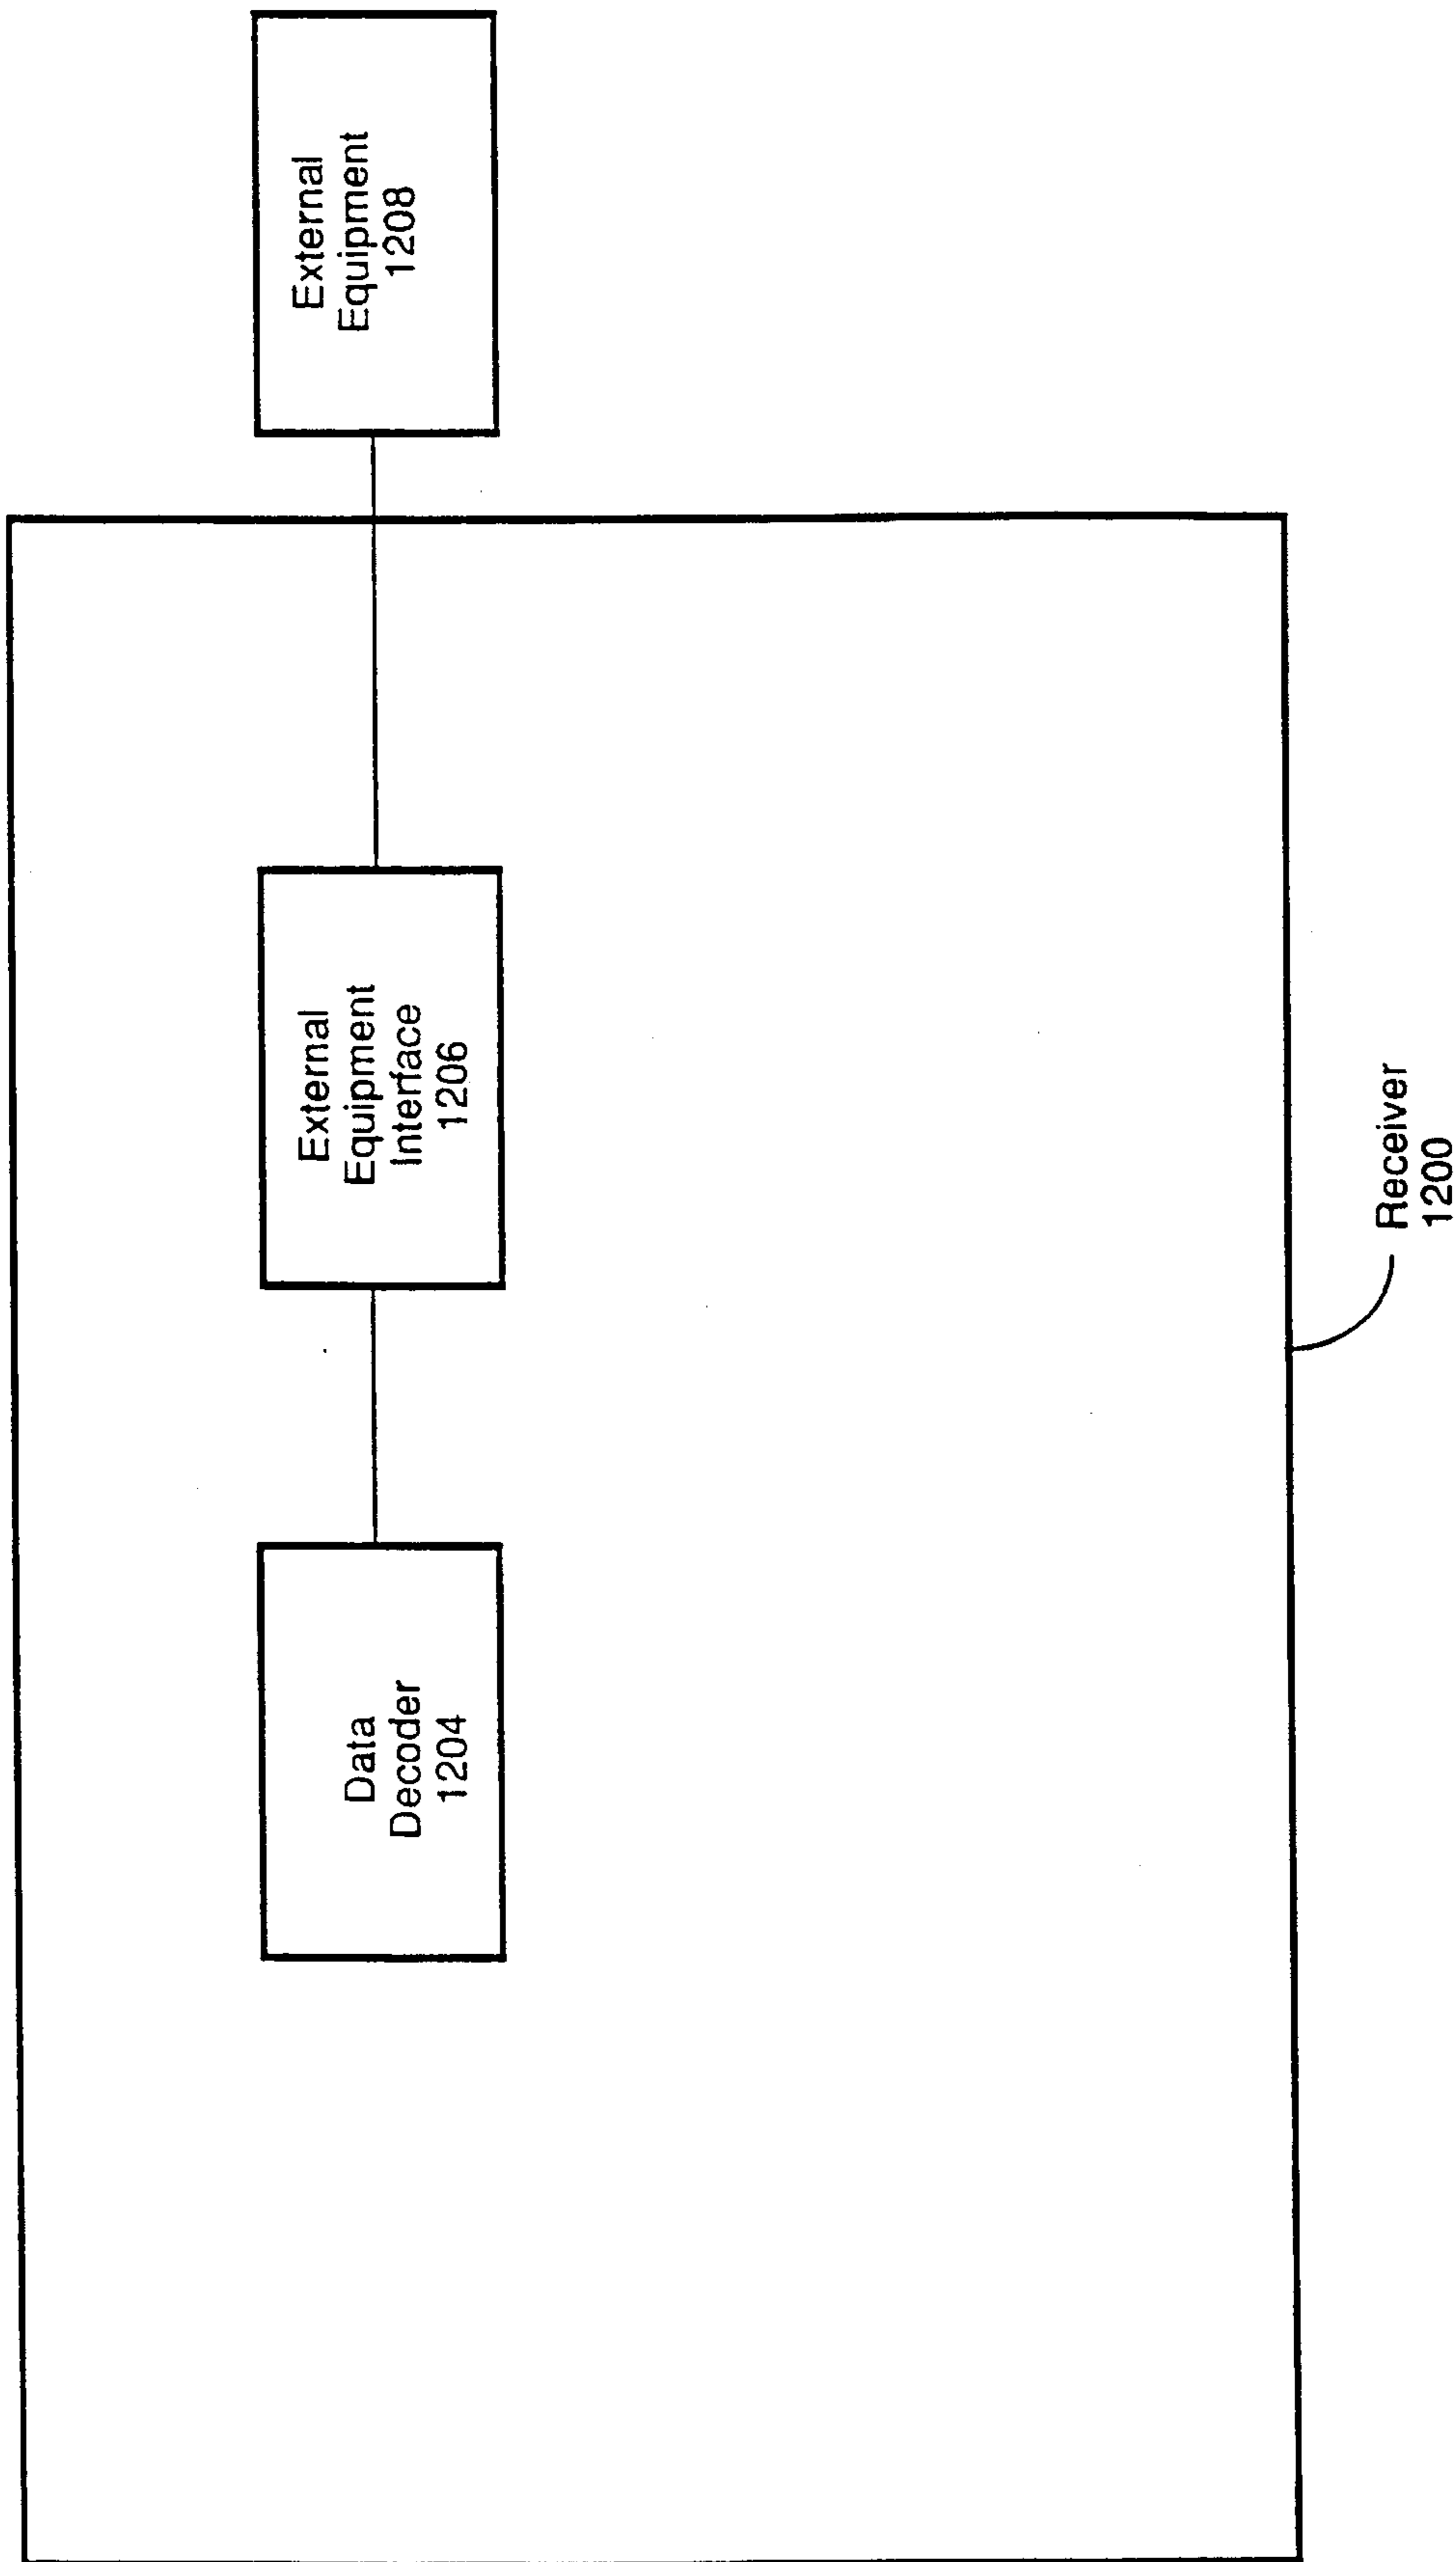 Data
Decoder
1204
External
Equipment
Interface
1206
External
Equipment
1208
Receiver
1200